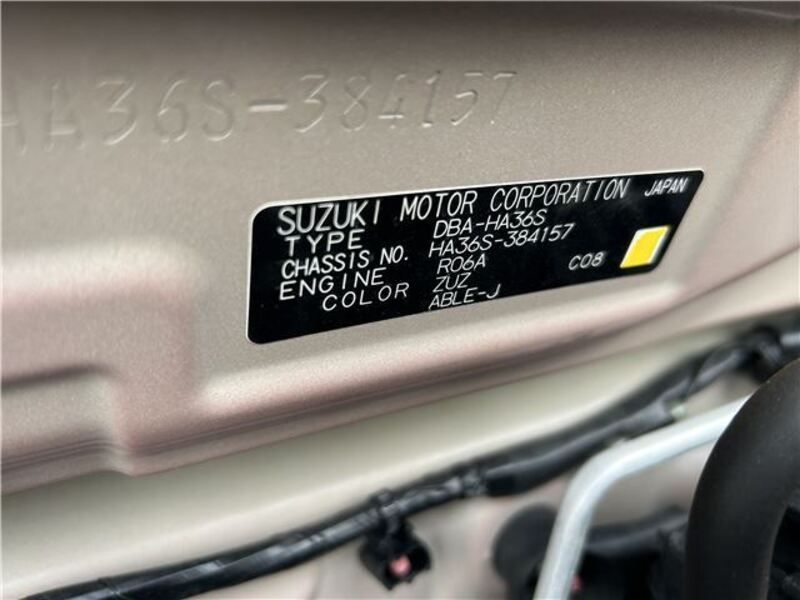 HA36S-384157
SUZUKI MOTOR CORPORATION JAPAN
TYPE DBA-HA36S
CHASSIS NO. HA36S-384157
ENGINE R06A C08
COLOR ZUZ
ABLE-J